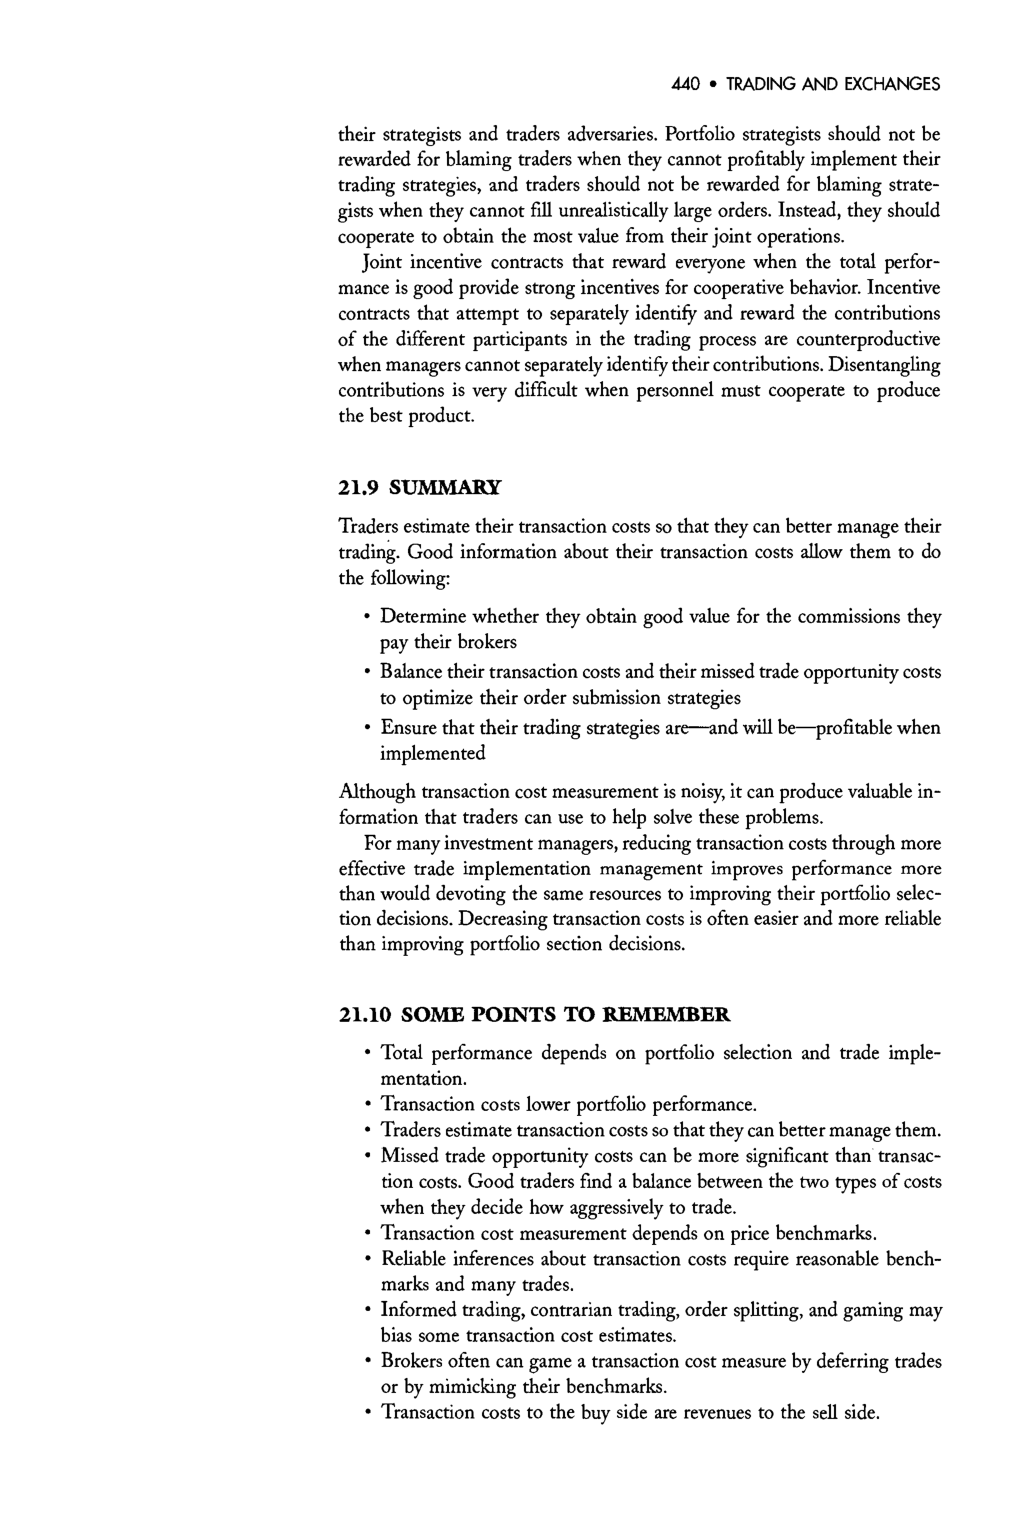 440 • TRADING AND EXCHANGES
their strategists and traders adversaries. Portfolio strategists should not be
rewarded for blaming traders when they cannot profitably implement their
trading strategies, and traders should not be rewarded for blaming strate-
gists when they cannot fill unrealistically large orders. Instead, they should
cooperate to obtain the most value from their joint operations.
Joint incentive contracts that reward everyone when the total perfor-
mance is good provide strong incentives for cooperative behavior. Incentive
contracts that attempt to separately identify and reward the contributions
of the different participants in the trading process are counterproductive
when managers cannot separately identify their contributions. Disentangling
contributions is very difficult when personnel must cooperate to produce
the best product.
21.9 SUMMARY
Traders estimate their transaction costs so that they can better manage their
trading. Good information about their transaction costs allow them to do
the following:
• Determine whether they obtain good value for the commissions they
pay their brokers
• Balance their transaction costs and their missed trade opportunity costs
to optimize their order submission strategies
• Ensure that their trading strategies are—and will be—profitable when
implemented
Although transaction cost measurement is noisy, it can produce valuable in-
formation that traders can use to help solve these problems.
For many investment managers, reducing transaction costs through more
effective trade implementation management improves performance more
than would devoting the same resources to improving their portfolio selec-
tion decisions. Decreasing transaction costs is often easier and more reliable
than improving portfolio section decisions.
21.10 SOME POINTS TO REMEMBER
• Total performance depends on portfolio selection and trade imple-
mentation.
• Transaction costs lower portfolio performance.
• Traders estimate transaction costs so that they can better manage them.
• Missed trade opportunity costs can be more significant than transac-
tion costs. Good traders find a balance between the two types of costs
when they decide how aggressively to trade.
• Transaction cost measurement depends on price benchmarks.
• Reliable inferences about transaction costs require reasonable bench-
marks and many trades.
• Informed trading, contrarian trading, order splitting, and gaming may
bias some transaction cost estimates.
• Brokers often can game a transaction cost measure by deferring trades
or by mimicking their benchmarks.
• Transaction costs to the buy side are revenues to the sell side.